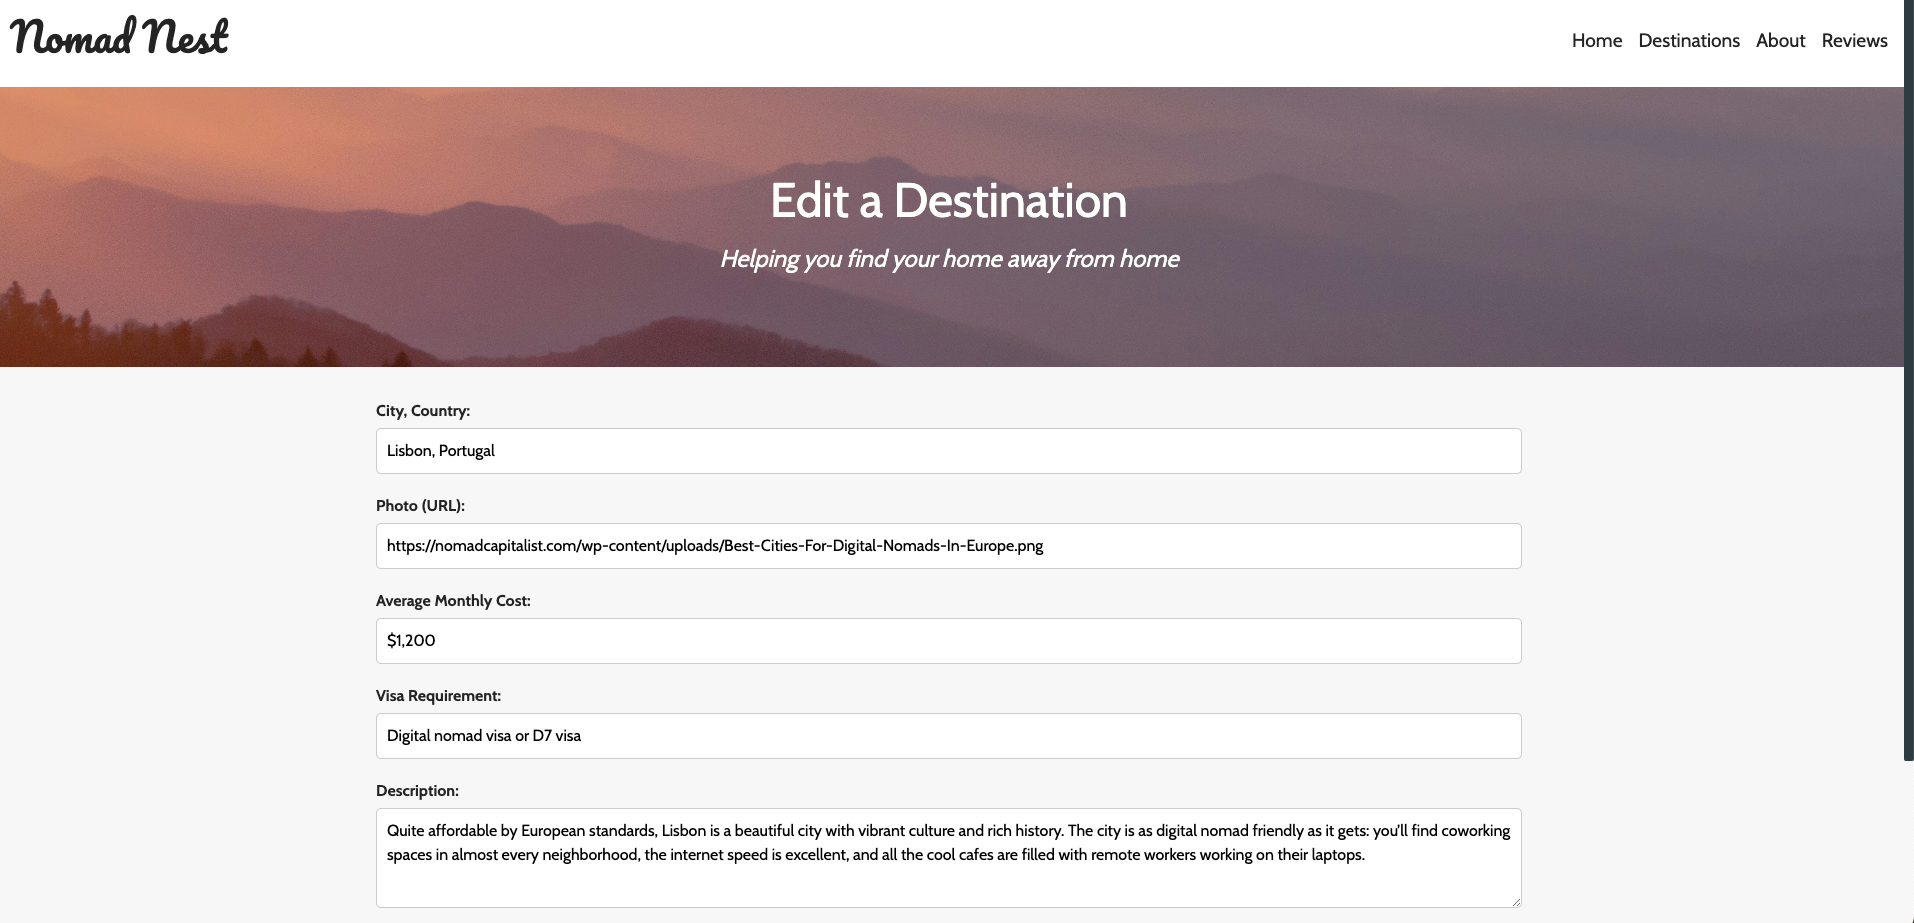 Nomad Nest
Home Destinations About Reviews
Edit a Destination
Helping you find your home away from home
City, Country:
Lisbon, Portugal
Photo (URL):
https://nomadcapitalist.com/wp-content/uploads/Best-Cities-For-Digital-Nomads-In-Europe.png
Average Monthly Cost:
$1,200
Visa Requirement:
Digital nomad visa or D7 visa
Description:
Quite affordable by European standards, Lisbon is a beautiful city with vibrant culture and rich history. The city is as digital nomad friendly as it gets: you'll find coworking
spaces in almost every neighborhood, the internet speed is excellent, and all the cool cafes are filled with remote workers working on their laptops.